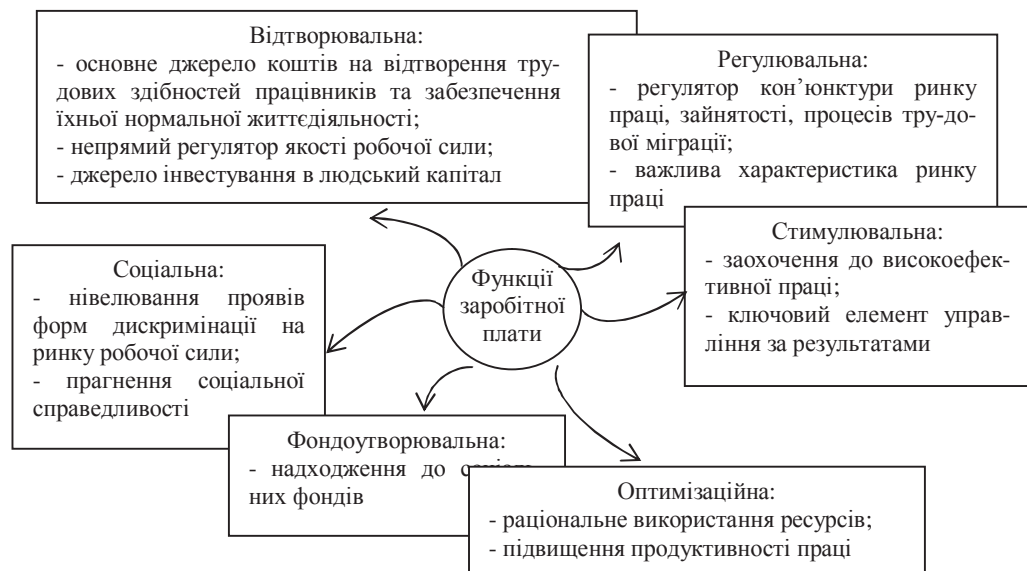 Відтворювальна:
- основне джерело коштів на відтворення тру-
дових здібностей працівників та забезпечення
їхньої нормальної життєдіяльності;
- непрямий регулятор якості робочої сили;
- джерело інвестування в людський капітал
Регулювальна:
- регулятор кон’юнктури ринку
праці, зайнятості, процесів тру-дової міграції;
- важлива характеристика ринку
праці
Соціальна:
- нівелювання проявів
форм дискримінації на
ринку робочої сили;
- прагнення соціальної
справедливості
Функції
заробітної
плати
Стимулювальна:
- заохочення до високоефек-
тивної праці;
- ключовий елемент управ-
ління за результатами
Фондоутворювальна:
- надходження до
них фондів
Оптимізаційна:
- раціональне використання ресурсів;
- підвищення продуктивності праці